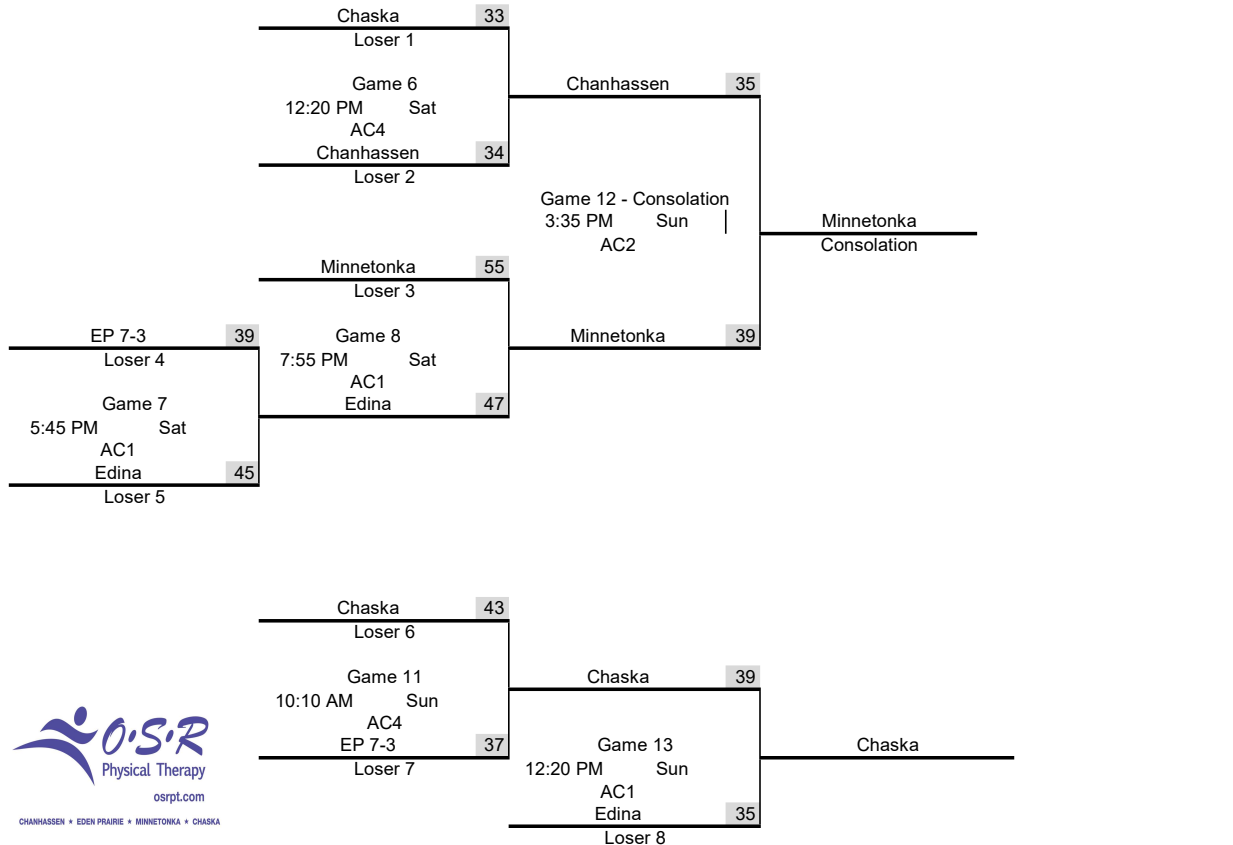 Chaska 33
Loser 1
Game 6
12:20 PM Sat
AC4
Chanhassen 34
Loser 2
Chanhassen 35
Game 12 - Consolation
3:35 PM Sun
AC2
Minnetonka
Consolation
Minnetonka 55
Loser 3
EP 7-3 39
Loser 4
Game 8
7:55 PM Sat
AC1
Edina 47
Minnetonka 39
Game 7
5:45 PM Sat
AC1
Edina 45
Loser 5
Chaska 43
Loser 6
Game 11
10:10 AM Sun
AC4
EP 7-3 37
Loser 7
Chaska 39
Game 13
12:20 PM Sun
AC1
Edina 35
Loser 8
Chaska
O·S·R
Physical Therapy
osrpt.com
CHANHASSEN ★ EDEN PRAIRIE ★ MINNETONKA ★ CHASKA